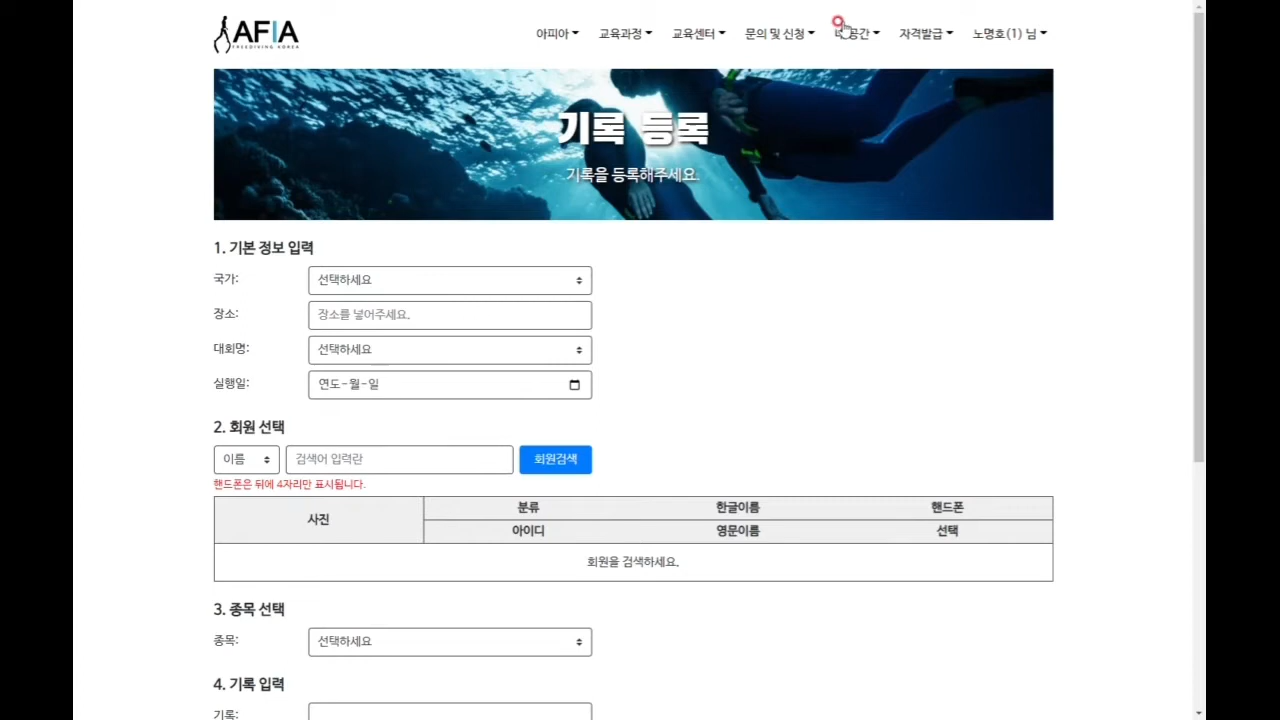 AFIA
FREEDIVING KOREA
아피아
교육과정
교육센터
문의 및 신청
공간
자격발급
노명호(1) 님
기록 등록
기록을 등록해주세요.
1. 기본 정보 입력
국가:
선택하세요
장소:
장소를 넣어주세요.
대회명:
선택하세요
실행일:
연도-월-일
2. 회원 선택
이름
검색어 입력란
회원검색
핸드폰은 뒤에 4자리만 표시됩니다.
사진
분류
한글이름
핸드폰
아이디
영문이름
선택
회원을 검색하세요.
3. 종목 선택
종목:
선택하세요
4. 기록 입력
기록: